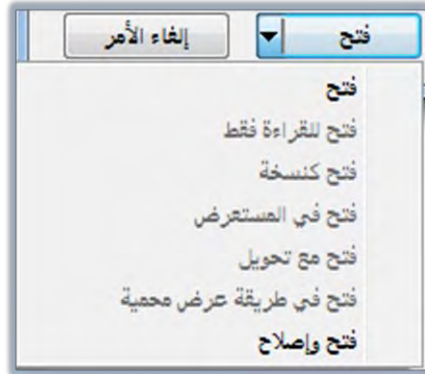 فتح
إلغاء الأمر
فتح
فتح للقراءة فقط
فتح كنسخة
فتح في المستعرض
فتح مع تحويل
فتح في طريقة عرض محمية
فتح وإصلاح